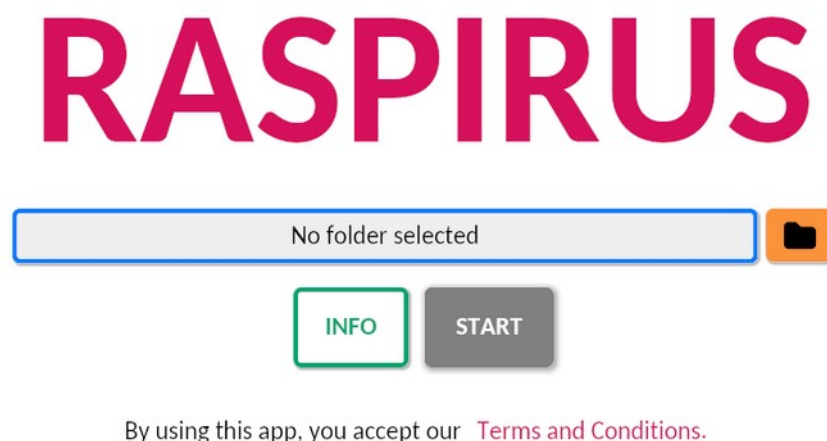 RASPIRUS
No folder selected
INFO START
By using this app, you accept our Terms and Conditions.